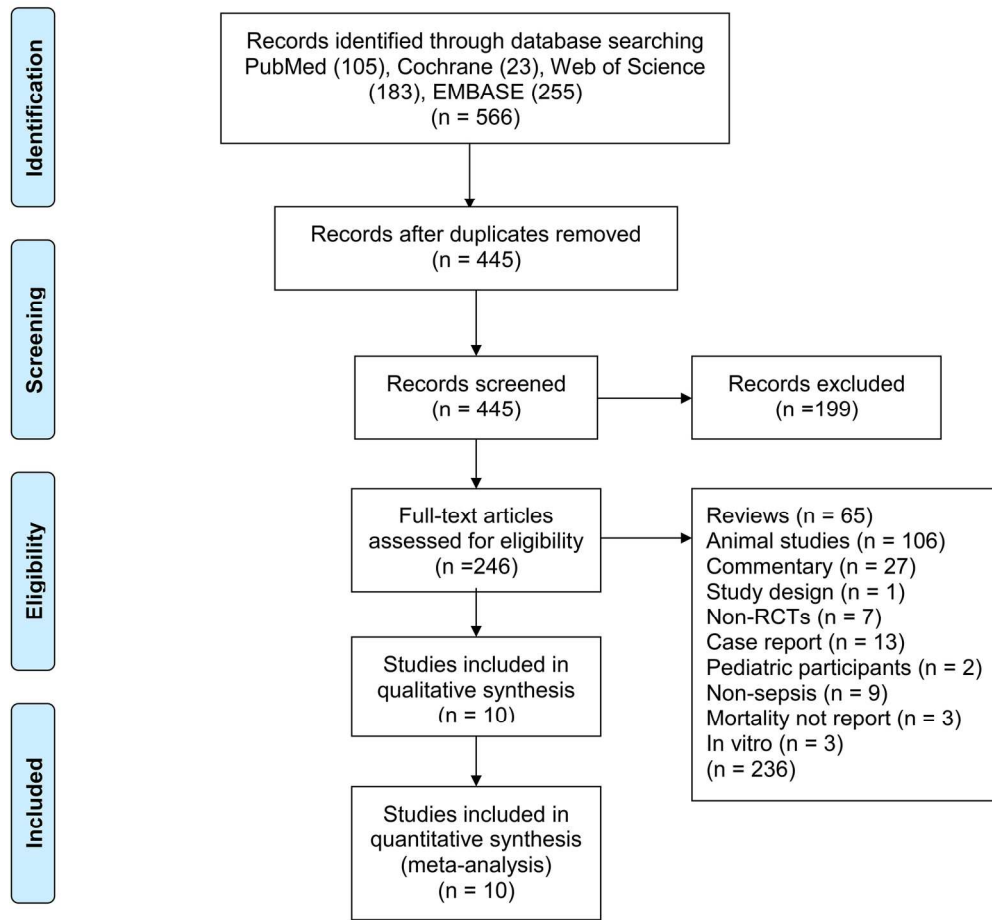 Identification
Records identified through database searching
PubMed (105), Cochrane (23), Web of Science
(183), EMBASE (255)
(n = 566)
Records after duplicates removed
(n = 445)
Screening
Records screened
(n = 445)
Records excluded
(n =199)
Eligibility
Full-text articles
assessed for eligibility
(n =246)
Reviews (n = 65)
Animal studies (n = 106)
Commentary (n = 27)
Study design (n = 1)
Non-RCTs (n = 7)
Case report (n = 13)
Pediatric participants (n = 2)
Non-sepsis (n = 9)
Mortality not report (n = 3)
In vitro (n = 3)
(n = 236)
Studies included in
qualitative synthesis
(n = 10)
Included
Studies included in
quantitative synthesis
(meta-analysis)
(n = 10)